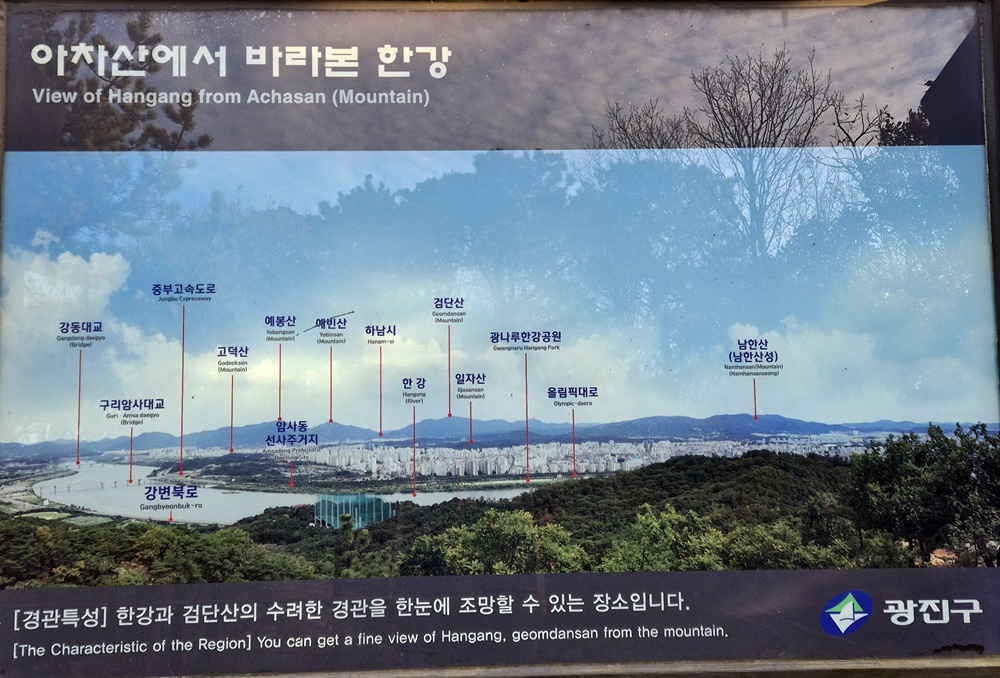 아차산에서 바라본 한강
View of Hangang from Achasan (Mountain)
중부고속도로
Jungbu Expressway
강동대교
Gangdong daegyo
(Bridge)
구리암사대교
Guri · Amsa daegyo
(Bridge)
고덕산
Godeoksan
(Mountain)
예봉산
Yebongsan
(Mountain)
예빈산
Yebinsan
(Mountain)
하남시
Hanam-si
검단산
Geomdansan
(Mountain)
한 강
Hangang
(River)
일자산
Iljasansan
(Mountain)
광나루한강공원
Gwangnaru Hangang Park
올림픽대로
Olympic-daero
남한산
(남한산성)
Namhansan(Mountain)
(Namhansanseong)
암사동
선사주거지
Amsadong Prehistoric
Dwelling Site
강변북로
Gangbyeonbuk-ro
[경관특성] 한강과 검단산의 수려한 경관을 한눈에 조망할 수 있는 장소입니다.
[The Characteristic of the Region] You can get a fine view of Hangang, geomdansan from the mountain.
광진구